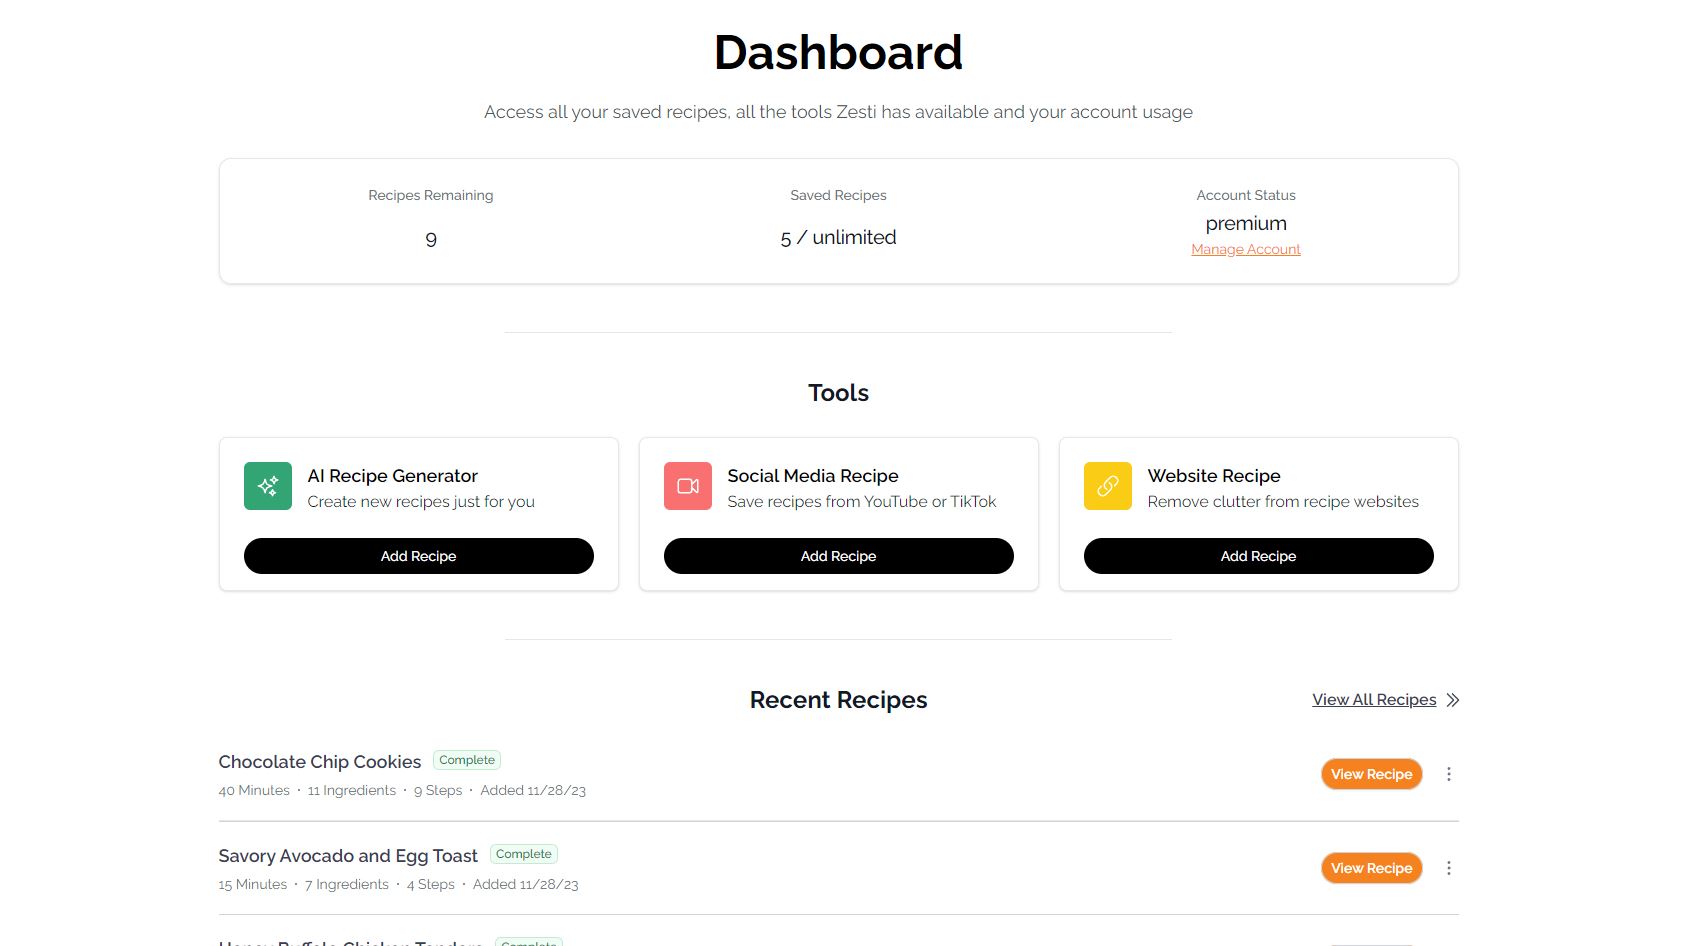 Dashboard
Access all your saved recipes, all the tools Zesti has available and your account usage
Recipes Remaining
9
Saved Recipes
5 / unlimited
Account Status
premium
Manage Account
Tools
AI Recipe Generator
Create new recipes just for you
Add Recipe
Social Media Recipe
Save recipes from YouTube or TikTok
Add Recipe
Website Recipe
Remove clutter from recipe websites
Add Recipe
Recent Recipes
View All Recipes
Chocolate Chip Cookies Complete
40 Minutes · 11 Ingredients · 9 Steps · Added 11/28/23
View Recipe
Savory Avocado and Egg Toast Complete
15 Minutes · 7 Ingredients · 4 Steps · Added 11/28/23
View Recipe
Honey Buffalo Chicken Tenders Complete